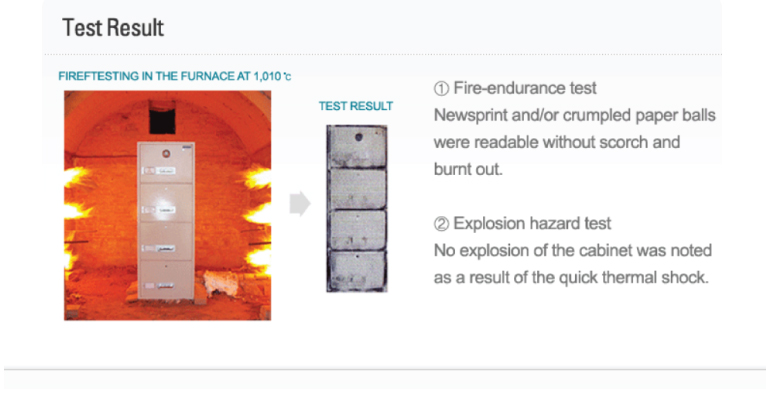 Test Result
FIREFTESTING IN THE FURNACE AT 1,010 ℃
TEST RESULT
① Fire-endurance test
Newsprint and/or crumpled paper balls
were readable without scorch and
burnt out.
② Explosion hazard test
No explosion of the cabinet was noted
as a result of the quick thermal shock.